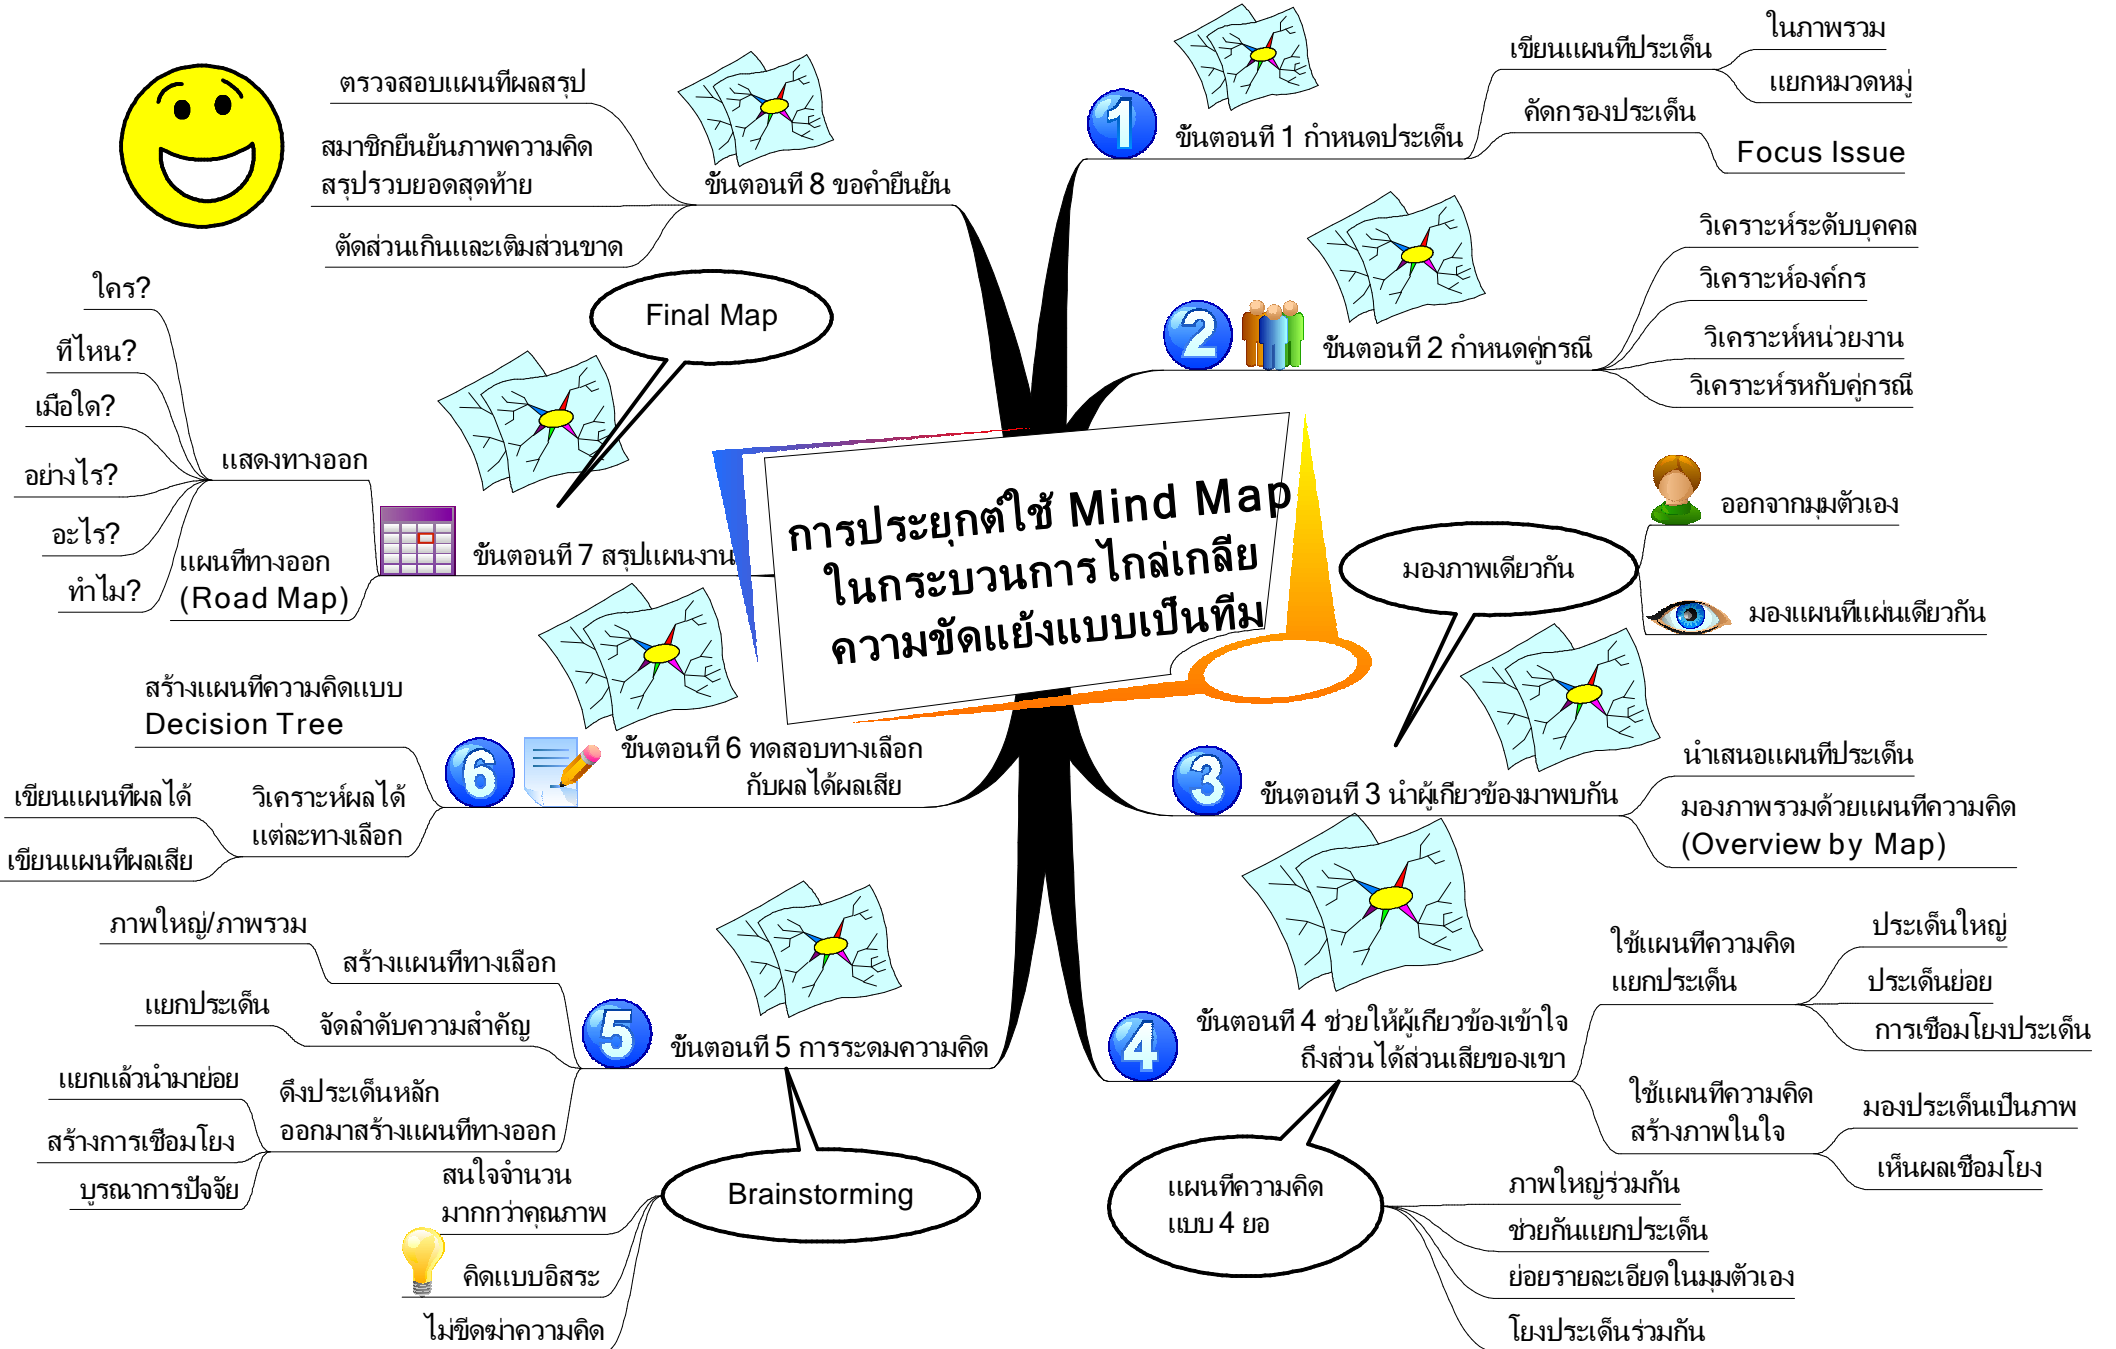 การประยุกต์ใช้ Mind Map
ในกระบวนการไกล่เกลี่ย
ความขัดแย้งแบบเป็นทีม
1
ขั้นตอนที่ 1 กำหนดประเด็น
เขียนแผนที่ประเด็น
ในภาพรวม
แยกหมวดหมู่
คัดกรองประเด็น
Focus Issue
2
ขั้นตอนที่ 2 กำหนดคู่กรณี
วิเคราะห์ระดับบุคคล
วิเคราะห์องค์กร
วิเคราะห์หน่วยงาน
วิเคราะห์รหกับคู่กรณี
3
ขั้นตอนที่ 3 นำผู้เกี่ยวข้องมาพบกัน
มองภาพเดียวกัน
ออกจากมุมตัวเอง
มองแผนที่แผ่นเดียวกัน
นำเสนอแผนที่ประเด็น
มองภาพรวมด้วยแผนที่ความคิด
(Overview by Map)
4
ขั้นตอนที่ 4 ช่วยให้ผู้เกี่ยวข้องเข้าใจ
ถึงส่วนได้ส่วนเสียของเขา
ใช้แผนที่ความคิด
แยกประเด็น
ประเด็นใหญ่
ประเด็นย่อย
การเชื่อมโยงประเด็น
ใช้แผนที่ความคิด
สร้างภาพในใจ
มองประเด็นเป็นภาพ
เห็นผลเชื่อมโยง
แผนที่ความคิด
แบบ 4 ยอ
ภาพใหญ่ร่วมกัน
ช่วยกันแยกประเด็น
ย่อยรายละเอียดในมุมตัวเอง
โยงประเด็นร่วมกัน
5
ขั้นตอนที่ 5 การระดมความคิด
สร้างแผนที่ทางเลือก
ภาพใหญ่/ภาพรวม
จัดลำดับความสำคัญ
แยกประเด็น
ดึงประเด็นหลัก
ออกมาสร้างแผนที่ทางออก
แยกแล้วนำมาย่อย
สร้างการเชื่อมโยง
บูรณาการปัจจัย
Brainstorming
สนใจจำนวน
มากกว่าคุณภาพ
คิดแบบอิสระ
ไม่ขีดฆ่าความคิด
6
ขั้นตอนที่ 6 ทดสอบทางเลือก
กับผลได้ผลเสีย
สร้างแผนที่ความคิดแบบ
Decision Tree
วิเคราะห์ผลได้
แต่ละทางเลือก
เขียนแผนที่ผลได้
เขียนแผนที่ผลเสีย
ขั้นตอนที่ 7 สรุปแผนงาน
Final Map
แสดงทางออก
ใคร?
ที่ไหน?
เมื่อใด?
อย่างไร?
อะไร?
ทำไม?
แผนที่ทางออก
(Road Map)
ขั้นตอนที่ 8 ขอคำยืนยัน
ตรวจสอบแผนที่ผลสรุป
สมาชิกยืนยันภาพความคิด
สรุปรวบยอดสุดท้าย
ตัดส่วนเกินและเติมส่วนขาด